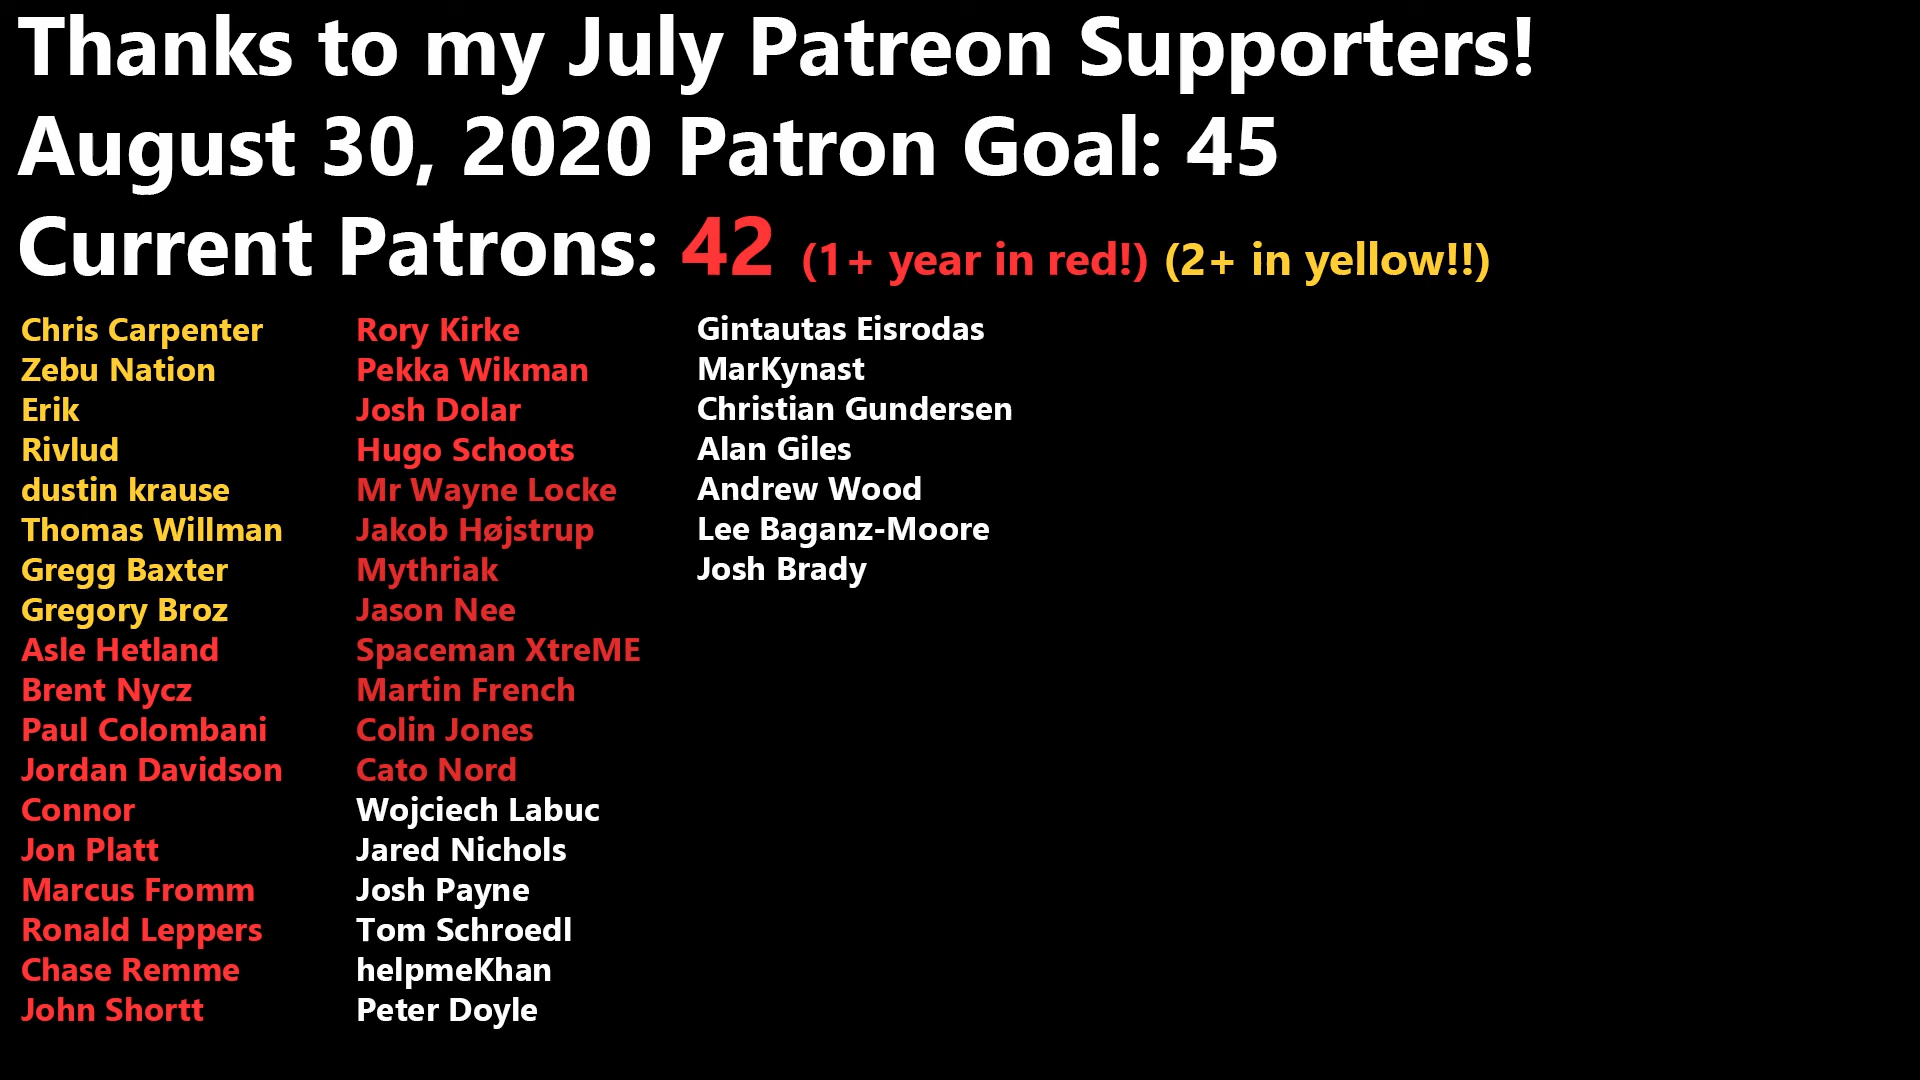 Thanks to my July Patreon Supporters!
August 30, 2020 Patron Goal: 45
Current Patrons: 42 (1+ year in red!) (2+ in yellow!!)
Chris Carpenter
Zebu Nation
Erik
Rivlud
dustin krause
Thomas Willman
Gregg Baxter
Gregory Broz
Asle Hetland
Brent Nycz
Paul Colombani
Jordan Davidson
Connor
Jon Platt
Marcus Fromm
Ronald Leppers
Chase Remme
John Shortt
Rory Kirke
Pekka Wikman
Josh Dolar
Hugo Schoots
Mr Wayne Locke
Jakob Højstrup
Mythriak
Jason Nee
Spaceman XtreME
Martin French
Colin Jones
Cato Nord
Wojciech Labuc
Jared Nichols
Josh Payne
Tom Schroedl
helpmeKhan
Peter Doyle
Gintautas Eisrodas
MarKynast
Christian Gundersen
Alan Giles
Andrew Wood
Lee Baganz-Moore
Josh Brady